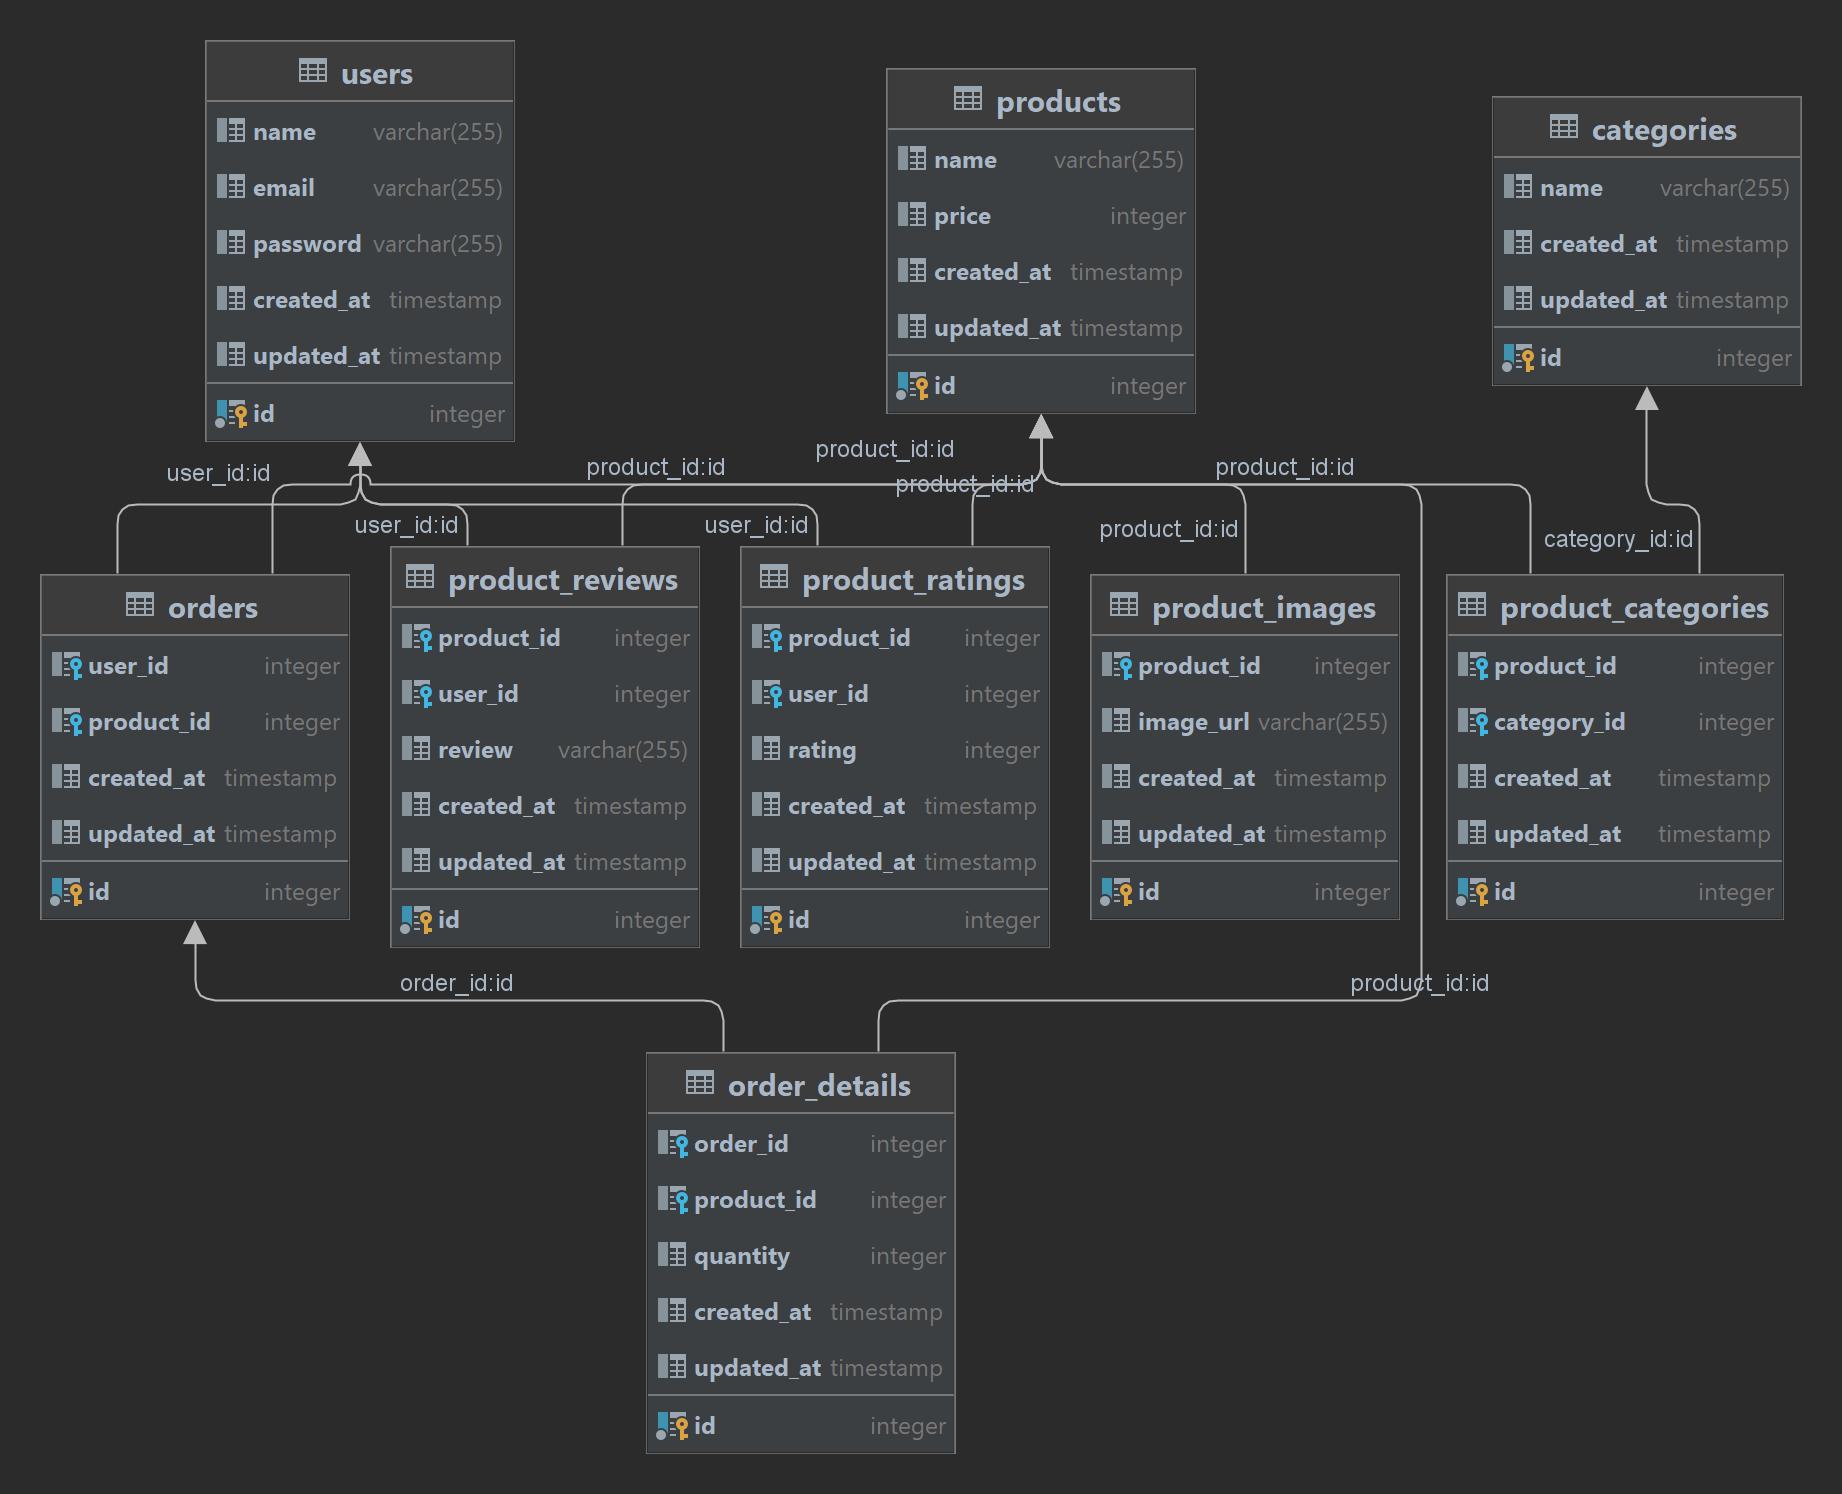 users
name varchar(255)
email varchar(255)
password varchar(255)
created_at timestamp
updated_at timestamp
id integer
products
name varchar(255)
price integer
created_at timestamp
updated_at timestamp
id integer
categories
name varchar(255)
created_at timestamp
updated_at timestamp
id integer
user_id:id
product_id:id
product_id:id
product_id:id
product_id:id
user_id:id
user_id:id
product_id:id
category_id:id
orders
user_id integer
product_id integer
created_at timestamp
updated_at timestamp
id integer
product_reviews
product_id integer
user_id integer
review varchar(255)
created_at timestamp
updated_at timestamp
id integer
product_ratings
product_id integer
user_id integer
rating integer
created_at timestamp
updated_at timestamp
id integer
product_images
product_id integer
image_url varchar(255)
created_at timestamp
updated_at timestamp
id integer
product_categories
product_id integer
category_id integer
created_at timestamp
updated_at timestamp
id integer
order_id:id
product_id:id
order_details
order_id integer
product_id integer
quantity integer
created_at timestamp
updated_at timestamp
id integer